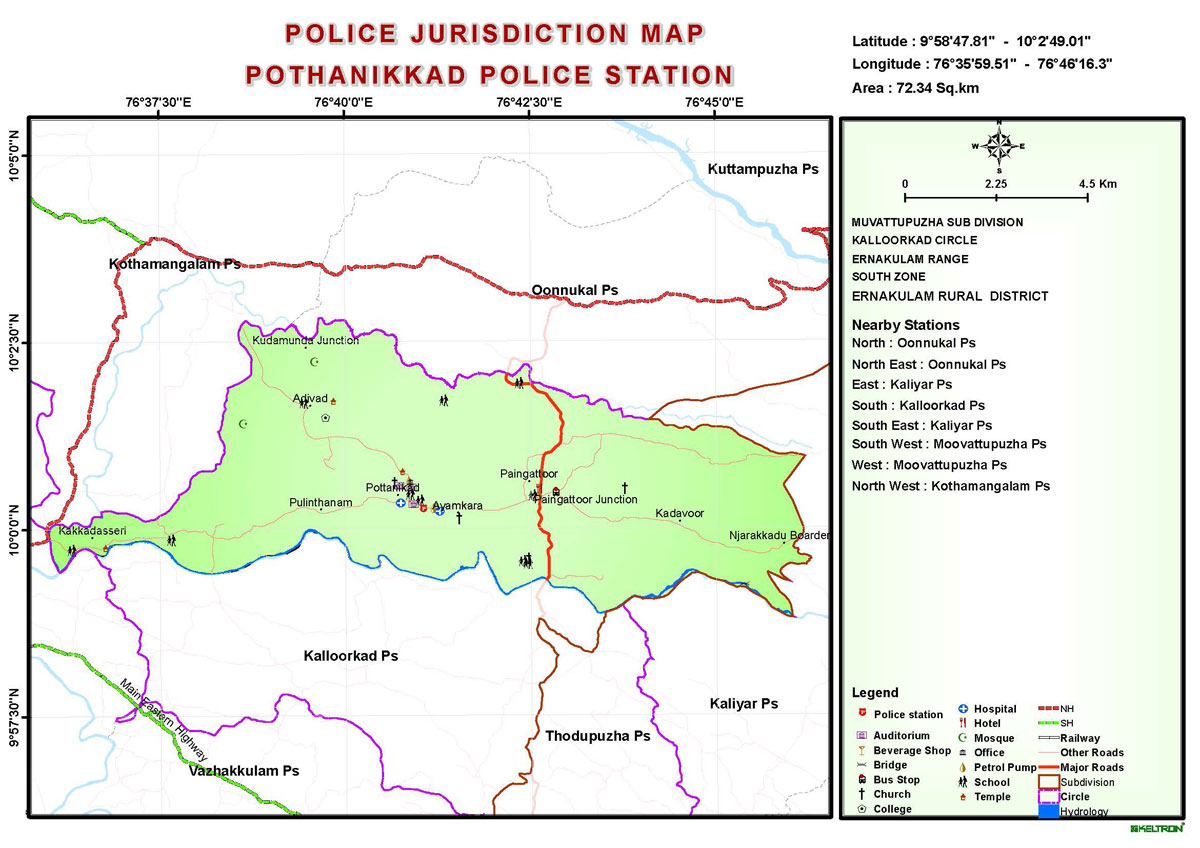 POLICE JURISDICTION MAP
POTHANIKKAD POLICE STATION
Latitude : 9°58'47.81" - 10°2'49.01"
Longitude : 76°35'59.51" - 76°46'16.3"
Area : 72.34 Sq.km
76°37'30"E
76°40'0"E
76°42'30"E
76°45'0"E
10°5'0"N
10°2'30"N
10°0'0"N
9°57'30"N
Kuttampuzha Ps
Kothamangalam Ps
Oonnukal Ps
Kudamunda Junction
Adivad
Paingattoor
Pottanikad
Pulinthanam
Ayamkara
Paingattoor Junction
Kadavoor
Kakkadasseri
Njarakkadu Boarder
Kalloorkad Ps
Main Eastern Highway
Kaliyar Ps
Thodupuzha Ps
Vazhakkulam Ps
N
W E
S
0 2.25 4.5 Km
MUVATTUPUZHA SUB DIVISION
KALLOORKAD CIRCLE
ERNAKULAM RANGE
SOUTH ZONE
ERNAKULAM RURAL DISTRICT
Nearby Stations
North : Oonnukal Ps
North East : Oonnukal Ps
East : Kaliyar Ps
South : Kalloorkad Ps
South East : Kaliyar Ps
South West : Moovattupuzha Ps
West : Moovattupuzha Ps
North West : Kothamangalam Ps
Legend
Police station
Auditorium
Beverage Shop
Bridge
Bus Stop
Church
College
Hospital
Hotel
Mosque
Office
Petrol Pump
School
Temple
NH
SH
Railway
Other Roads
Major Roads
Subdivision
Circle
Hydrology
KELTRON